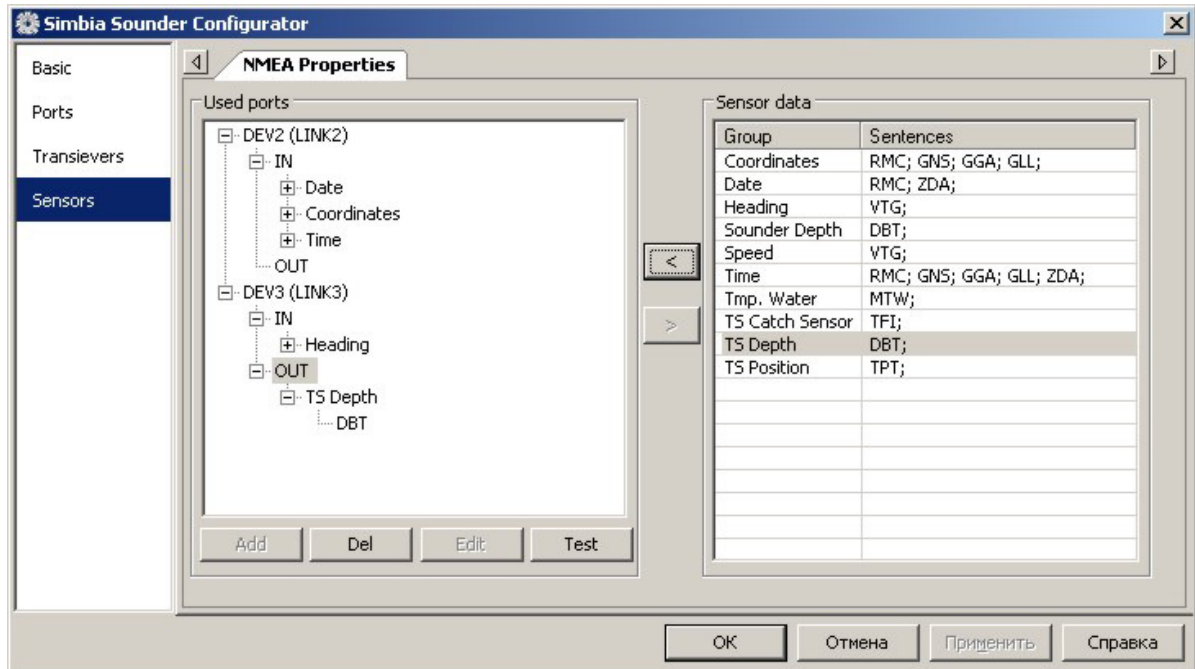 Simbia Sounder Configurator
Basic
Ports
Transievers
Sensors
NMEA Properties
Used ports
DEV2 (LINK2)
IN
Date
Coordinates
Time
OUT
DEV3 (LINK3)
IN
Heading
OUT
TS Depth
DBT
Add Del Edit Test
<
>
Sensor data
Group Sentences
Coordinates RMC; GNS; GGA; GLL;
Date RMC; ZDA;
Heading VTG;
Sounder Depth DBT;
Speed VTG;
Time RMC; GNS; GGA; GLL; ZDA;
Tmp. Water MTW;
TS Catch Sensor TFI;
TS Depth DBT;
TS Position TPT;
OK Отмена Применить Справка